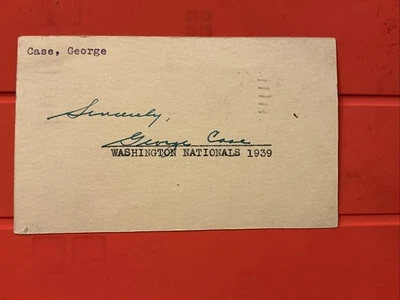 Case, George
Sincerely,
George Case
WASHINGTON NATIONALS 1939